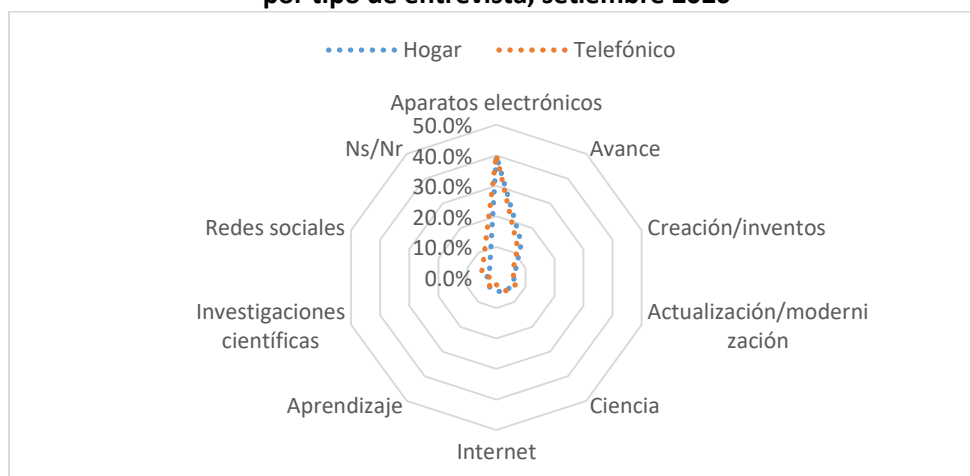 por tipo de entrevista, setiembre 2020
Hogar
Telefónico
Aparatos electrónicos
50.0%
Ns/Nr
40.0%
Avance
30.0%
20.0%
Redes sociales
10.0%
Creación/inventos
0.0%
Investigaciones
científicas
Actualización/moderni
zación
Aprendizaje
Ciencia
Internet